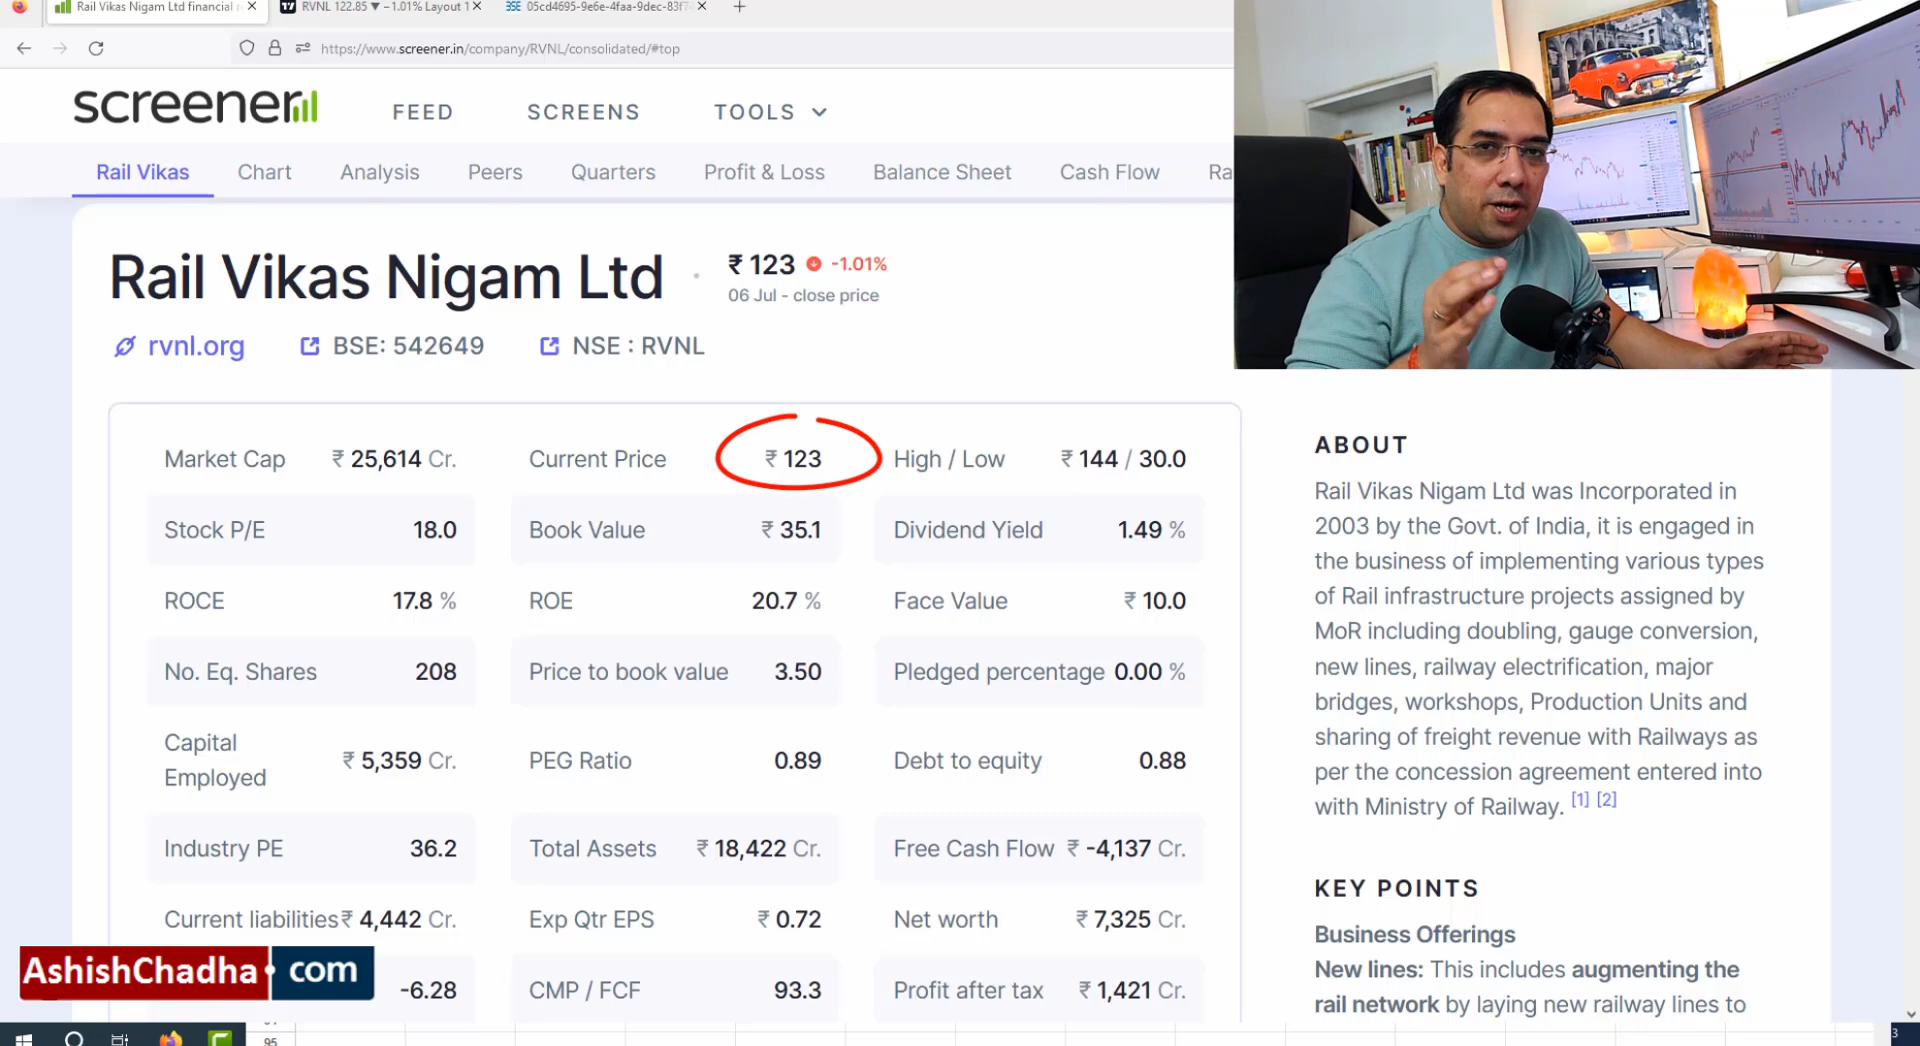 Rail Vikas Nigam Ltd financial r
RVNL 122.85 ▼ −1.01% Layout 1
BSE 05cd4695-9e6e-4faa-9dec-83f7
https://www.screener.in/company/RVNL/consolidated/#top
screener
FEED SCREENS TOOLS
Rail Vikas Chart Analysis Peers Quarters Profit & Loss Balance Sheet Cash Flow Ra
Rail Vikas Nigam Ltd ₹ 123 -1.01%
06 Jul - close price
rvnl.org BSE: 542649 NSE : RVNL
Market Cap ₹ 25,614 Cr. Current Price ₹ 123 High / Low ₹ 144 / 30.0
Stock P/E 18.0 Book Value ₹ 35.1 Dividend Yield 1.49 %
ROCE 17.8 % ROE 20.7 % Face Value ₹ 10.0
No. Eq. Shares 208 Price to book value 3.50 Pledged percentage 0.00 %
Capital
Employed ₹ 5,359 Cr. PEG Ratio 0.89 Debt to equity 0.88
Industry PE 36.2 Total Assets ₹ 18,422 Cr. Free Cash Flow ₹ -4,137 Cr.
Current liabilities ₹ 4,442 Cr. Exp Qtr EPS ₹ 0.72 Net worth ₹ 7,325 Cr.
-6.28 CMP / FCF 93.3 Profit after tax ₹ 1,421 Cr.
ABOUT
Rail Vikas Nigam Ltd was Incorporated in
2003 by the Govt. of India, it is engaged in
the business of implementing various types
of Rail infrastructure projects assigned by
MoR including doubling, gauge conversion,
new lines, railway electrification, major
bridges, workshops, Production Units and
sharing of freight revenue with Railways as
per the concession agreement entered into
with Ministry of Railway. [1] [2]
KEY POINTS
Business Offerings
New lines: This includes augmenting the
rail network by laying new railway lines to
AshishChadha.com
95
3